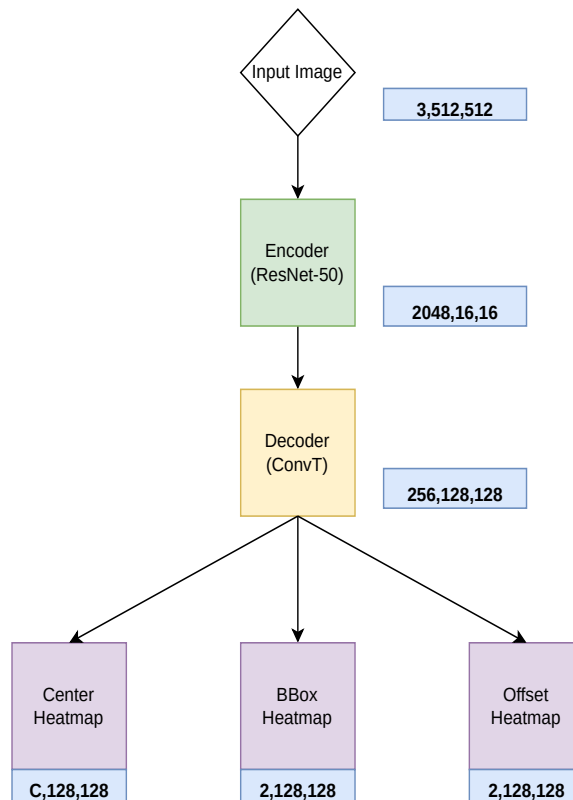 Input Image
3,512,512
Encoder
(ResNet-50)
2048,16,16
Decoder
(ConvT)
256,128,128
Center
Heatmap
BBox
Heatmap
Offset
Heatmap
C,128,128
2,128,128
2,128,128